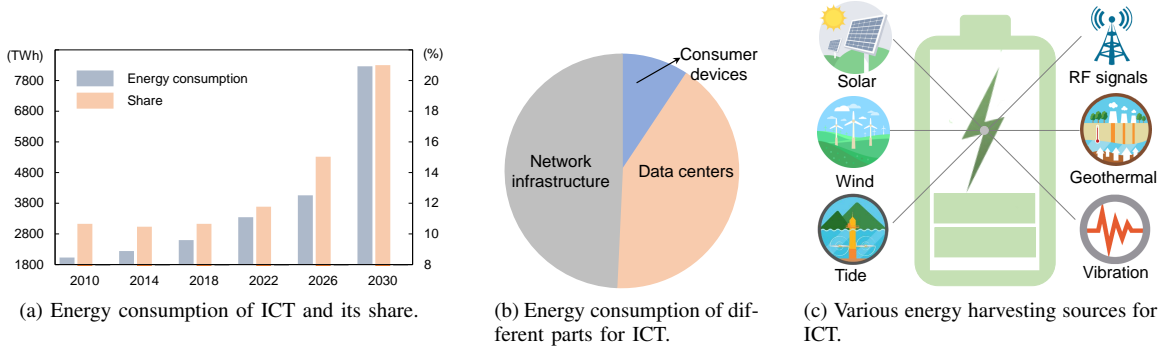 (TWh)
(%)
7800
6800
5800
4800
3800
2800
1800
20
18
16
14
12
10
8
Energy consumption
Share
2010 2014 2018 2022 2026 2030
(a) Energy consumption of ICT and its share.
Consumer
devices
Network
infrastructure
Data centers
(b) Energy consumption of dif-
ferent parts for ICT.
Solar
RF signals
Wind
Geothermal
Tide
Vibration
(c) Various energy harvesting sources for
ICT.